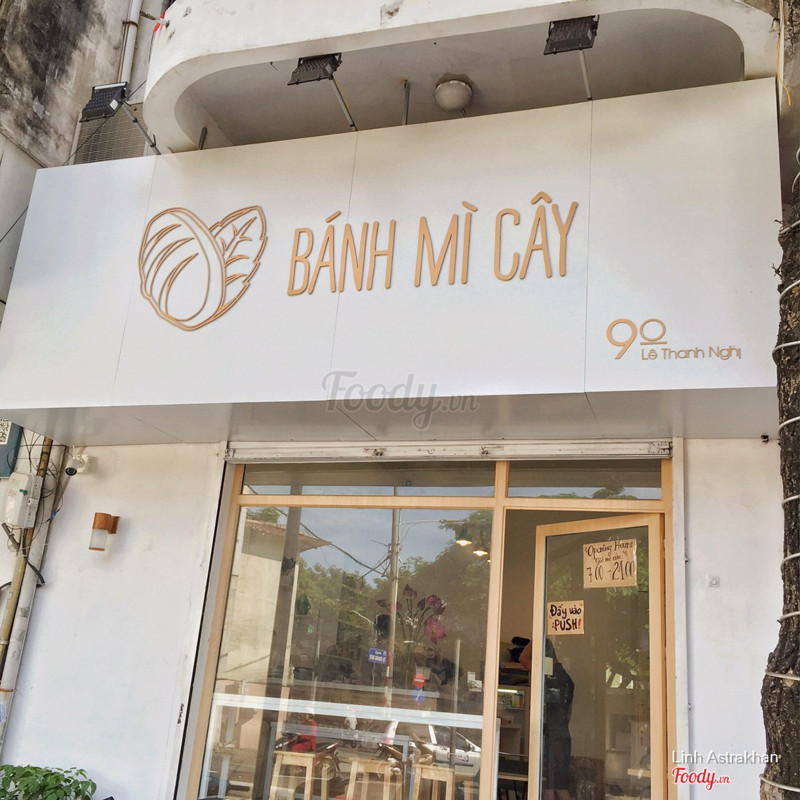 BÁNH MÌ CÂY
90
Lê Thanh Nghị
Foody.vn
Opening Hours
7.00 - 21.00
Đẩy vào
PUSH!
Linh Astrakhan
Foody.vn